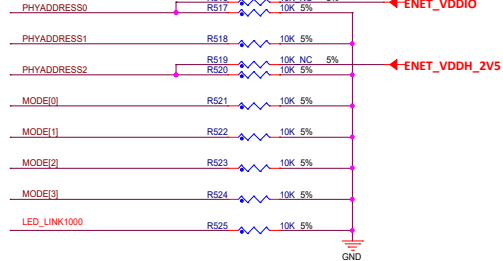 PHYADDRESS0 R517 10K 5% ENET_VDDIO
PHYADDRESS1 R518 10K 5%
R519 10K NC 5% ENET_VDDH_2V5
PHYADDRESS2 R520 10K 5%
MODE[0] R521 10K 5%
MODE[1] R522 10K 5%
MODE[2] R523 10K 5%
MODE[3] R524 10K 5%
LED_LINK1000 R525 10K 5%
GND